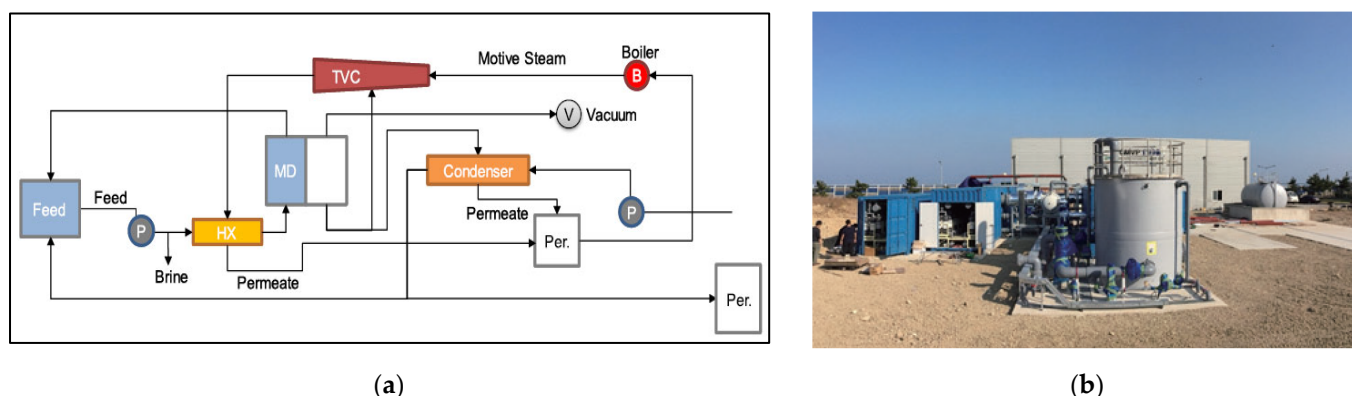 Boiler
Motive Steam
B
TVC
V
Vacuum
MD
Condenser
Feed
Feed
P
HX
Permeate
P
Per.
Brine
Permeate
Per.
(a)
(b)